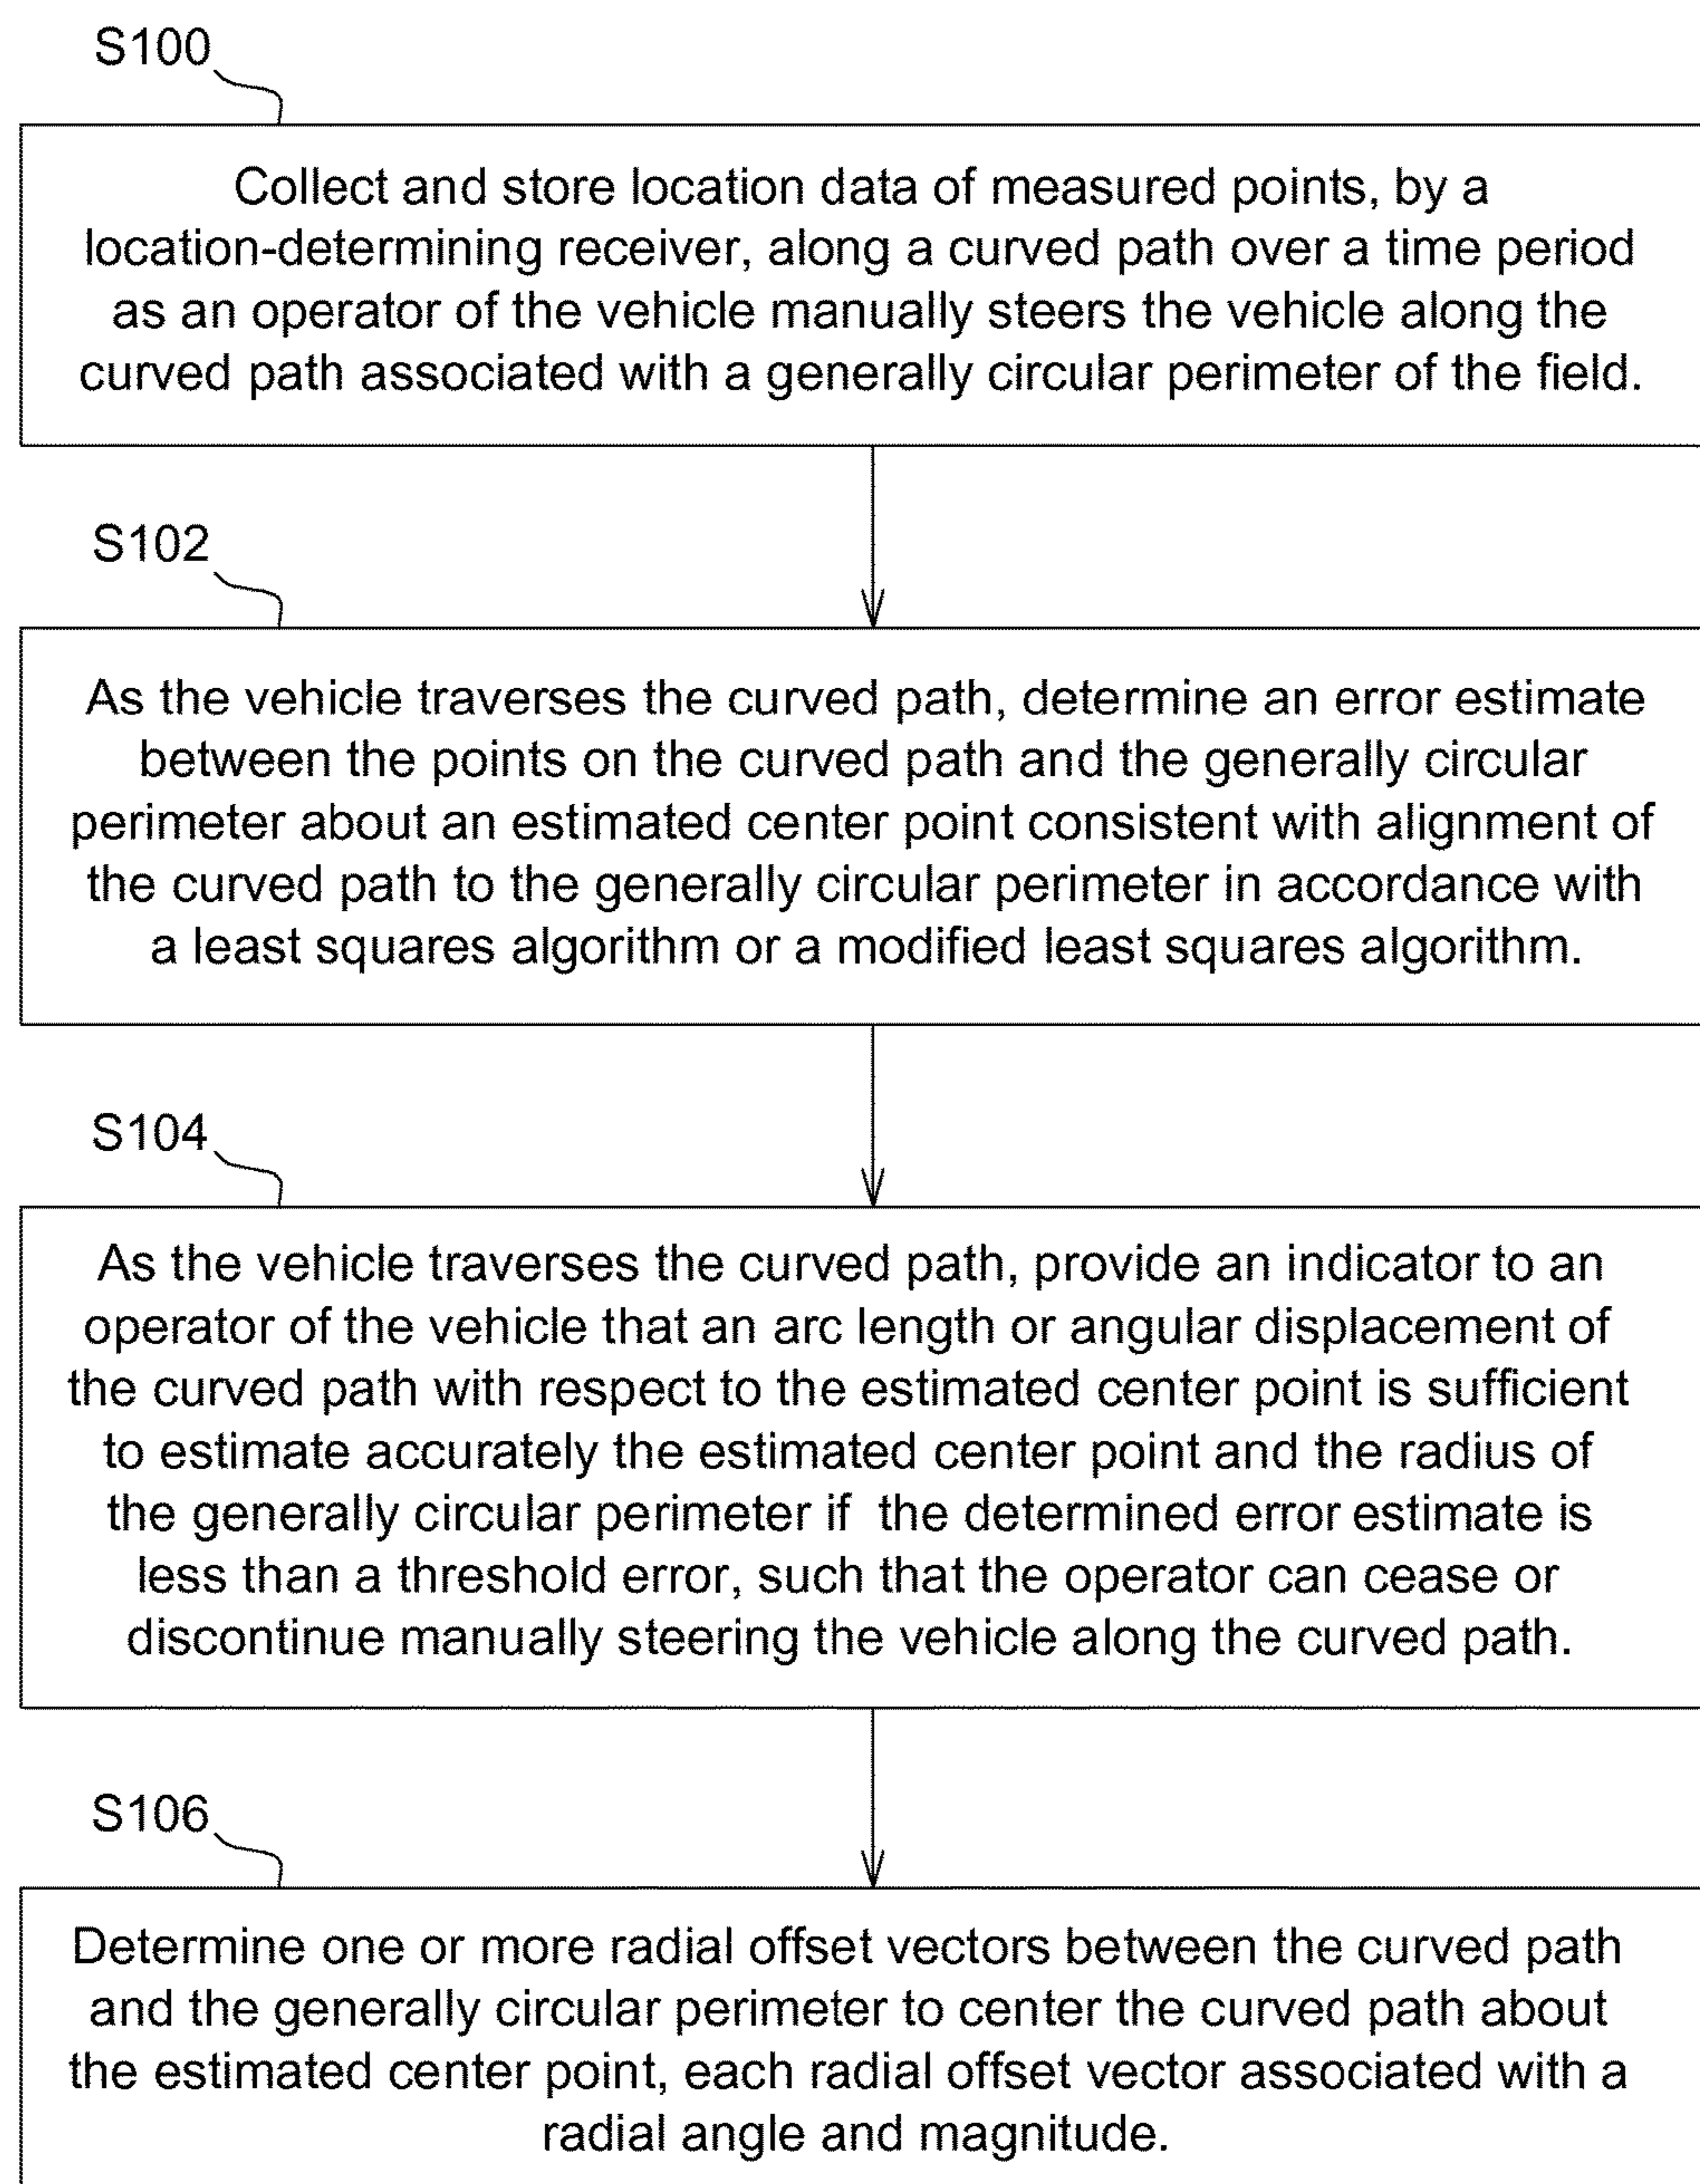 S100
Collect and store location data of measured points, by a
location-determining receiver, along a curved path over a time period
as an operator of the vehicle manually steers the vehicle along the
curved path associated with a generally circular perimeter of the field.
S102
As the vehicle traverses the curved path, determine an error estimate
between the points on the curved path and the generally circular
perimeter about an estimated center point consistent with alignment of
the curved path to the generally circular perimeter in accordance with
a least squares algorithm or a modified least squares algorithm.
S104
As the vehicle traverses the curved path, provide an indicator to an
operator of the vehicle that an arc length or angular displacement of
the curved path with respect to the estimated center point is sufficient
to estimate accurately the estimated center point and the radius of
the generally circular perimeter if the determined error estimate is
less than a threshold error, such that the operator can cease or
discontinue manually steering the vehicle along the curved path.
S106
Determine one or more radial offset vectors between the curved path
and the generally circular perimeter to center the curved path about
the estimated center point, each radial offset vector associated with a
radial angle and magnitude.